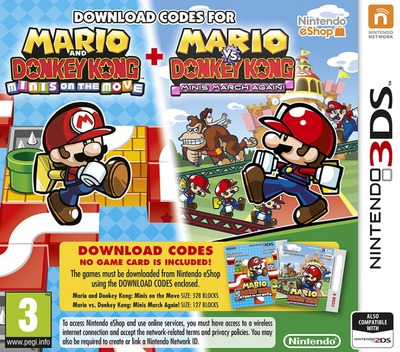 DOWNLOAD CODES FOR
MARIO
AND
DONKEY KONG
MINIS ON THE MOVE
+
MARIO
VS.
DONKEY KONG
MINIS MARCH AGAIN!
Nintendo
eShop
NINTENDO
NETWORK
NINTENDO 3DS
DOWNLOAD CODES
NO GAME CARD IS INCLUDED!
The games must be downloaded from Nintendo eShop
using the DOWNLOAD CODES enclosed.
Mario and Donkey Kong: Minis on the Move SIZE: 528 BLOCKS
Mario vs. Donkey Kong: Minis March Again! SIZE: 127 BLOCKS
Nintendo
3
www.pegi.info
To access Nintendo eShop and use online services, you must have access to a wireless
internet connection and accept the network-related terms and privacy policies. You may
also be required to create or link a Nintendo Network ID.
ALSO
COMPATIBLE
WITH
NINTENDO 2DS